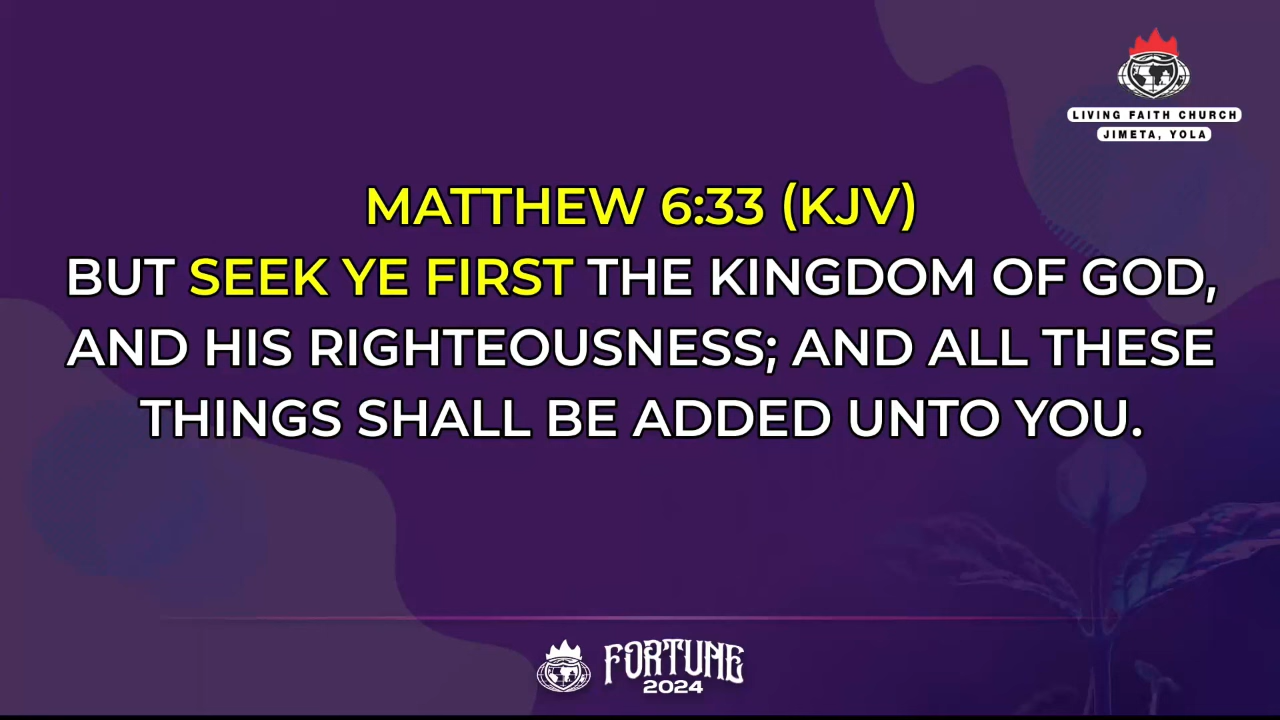 LIVING FAITH CHURCH
JIMETA, YOLA
MATTHEW 6:33 (KJV)
BUT SEEK YE FIRST THE KINGDOM OF GOD,
AND HIS RIGHTEOUSNESS; AND ALL THESE
THINGS SHALL BE ADDED UNTO YOU.
FORTUNE
2024